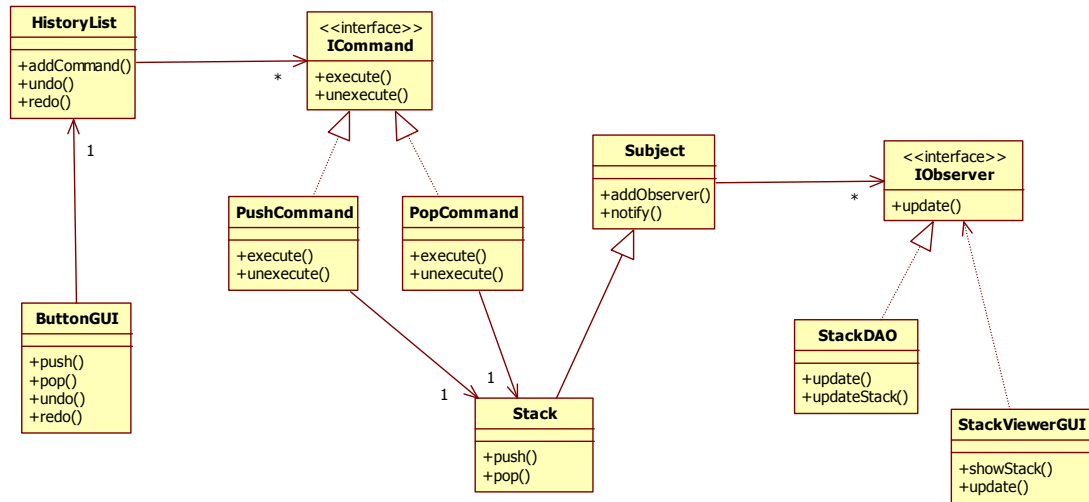 HistoryList
+addCommand()
+undo()
+redo()
<<interface>>
ICommand
+execute()
+unexecute()
*
1
Subject
+addObserver()
+notify()
<<interface>>
IObserver
+update()
*
PushCommand
+execute()
+unexecute()
PopCommand
+execute()
+unexecute()
ButtonGUI
+push()
+pop()
+undo()
+redo()
1
1
Stack
+push()
+pop()
StackDAO
+update()
+updateStack()
StackViewerGUI
+showStack()
+update()